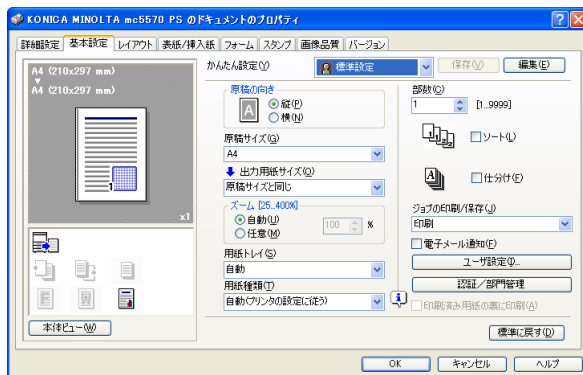 KONICA MINOLTA mc5570 PS のドキュメントのプロパティ
詳細設定 基本設定 レイアウト 表紙/挿入紙 フォーム スタンプ 画像品質 バージョン
A4 (210x297 mm)
A4 (210x297 mm)
1
x1
本体ビュー(W)
かんたん設定(Y)
標準設定
保存(V)
編集(E)
原稿の向き
A
縦(P)
横(N)
原稿サイズ(G)
A4
出力用紙サイズ(O)
原稿サイズと同じ
ズーム [25..400%]
自動(U)
任意(M)
100 %
用紙トレイ(S)
自動
用紙種類(T)
自動(プリンタの設定に従う)
部数(C)
1 [1..9999]
ソート(L)
仕分け(F)
ジョブの印刷/保存(J)
印刷
電子メール通知(F)
ユーザ設定(I)...
認証/部門管理
印刷済み用紙の裏に印刷(A)
標準に戻す(D)
OK キャンセル ヘルプ